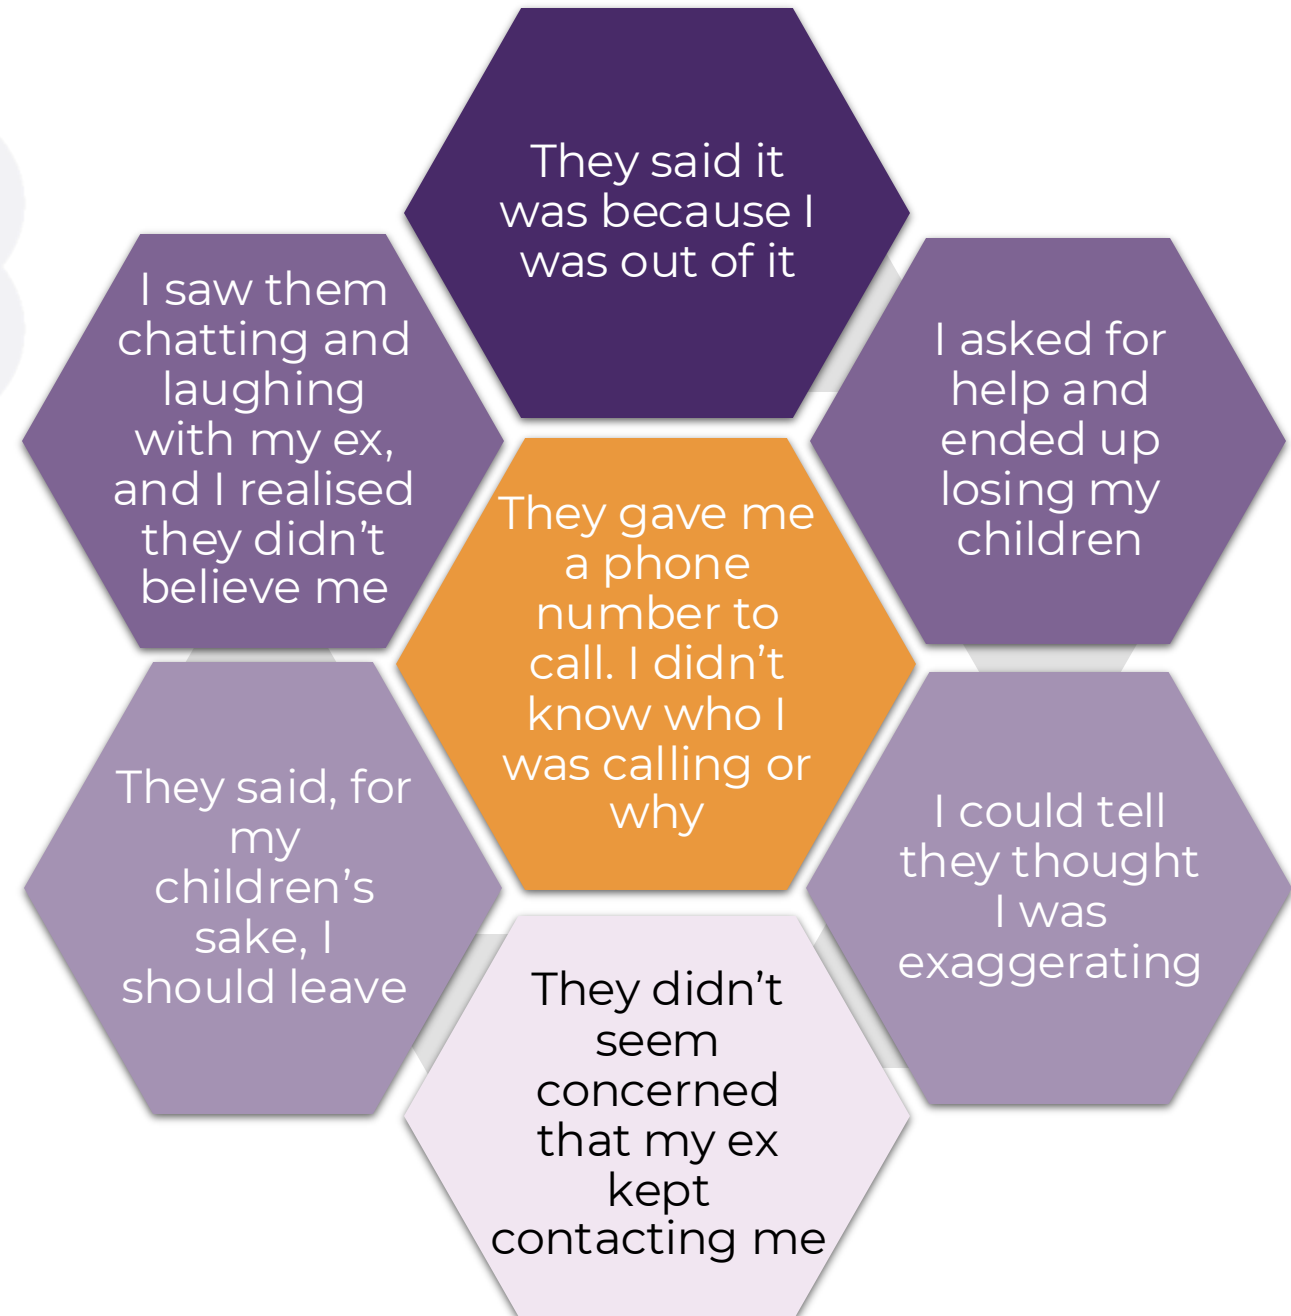 They said it
was because I
was out of it
I saw them
chatting and
laughing
with my ex,
and I realised
they didn't
believe me
I asked for
help and
ended up
losing my
children
They gave me
a phone
number to
call. I didn't
know who I
was calling or
why
They said, for
my
children's
sake, I
should leave
I could tell
they thought
I was
exaggerating
They didn't
seem
concerned
that my ex
kept
contacting me